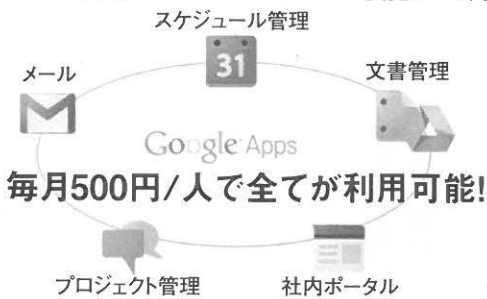 スケジュール管理
31
メール
文書管理
Google Apps
毎月500円/人で全てが利用可能!
プロジェクト管理
社内ポータル